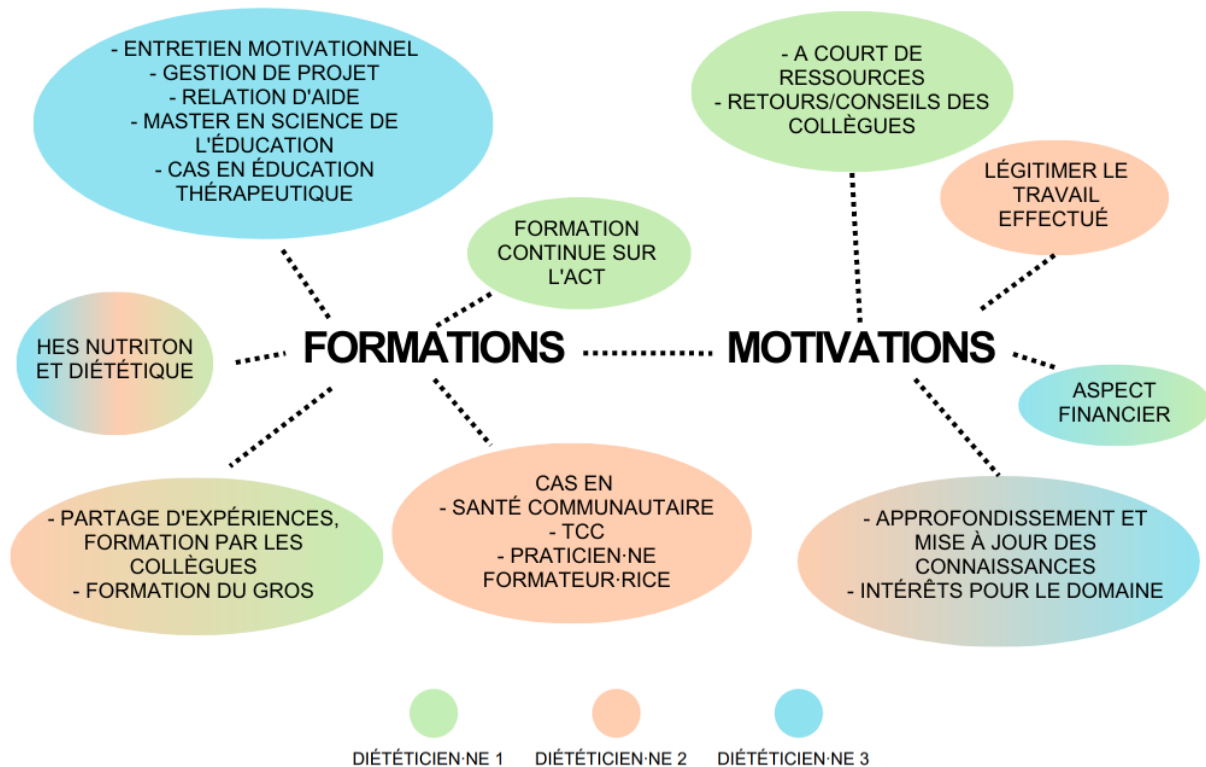 - ENTRETIEN MOTIVATIONNEL
- GESTION DE PROJET
- RELATION D'AIDE
- MASTER EN SCIENCE DE
L'ÉDUCATION
- CAS EN ÉDUCATION
THÉRAPEUTIQUE
- A COURT DE
RESSOURCES
- RETOURS/CONSEILS DES
COLLÈGUES
LÉGITIMER LE
TRAVAIL
EFFECTUÉ
FORMATION
CONTINUE SUR
L'ACT
HES NUTRITON
ET DIÉTÉTIQUE
FORMATIONS
MOTIVATIONS
ASPECT
FINANCIER
- PARTAGE D'EXPÉRIENCES,
FORMATION PAR LES
COLLÈGUES
- FORMATION DU GROS
CAS EN
- SANTÉ COMMUNAUTAIRE
- TCC
- PRATICIEN·NE
FORMATEUR·RICE
- APPROFONDISSEMENT ET
MISE À JOUR DES
CONNAISSANCES
- INTÉRÊTS POUR LE DOMAINE
DIÉTÉTICIEN·NE 1
DIÉTÉTICIEN·NE 2
DIÉTÉTICIEN·NE 3